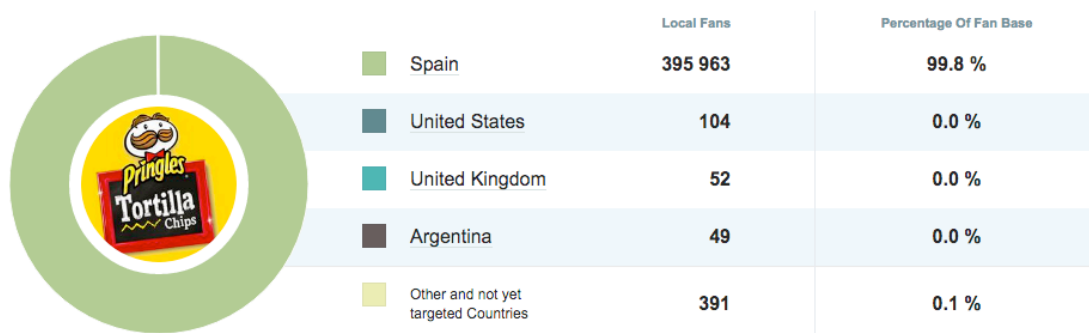 Local Fans Percentage Of Fan Base
Spain 395 963 99.8 %
United States 104 0.0 %
United Kingdom 52 0.0 %
Argentina 49 0.0 %
Other and not yet
targeted Countries 391 0.1 %
Pringles
Tortilla
Chips